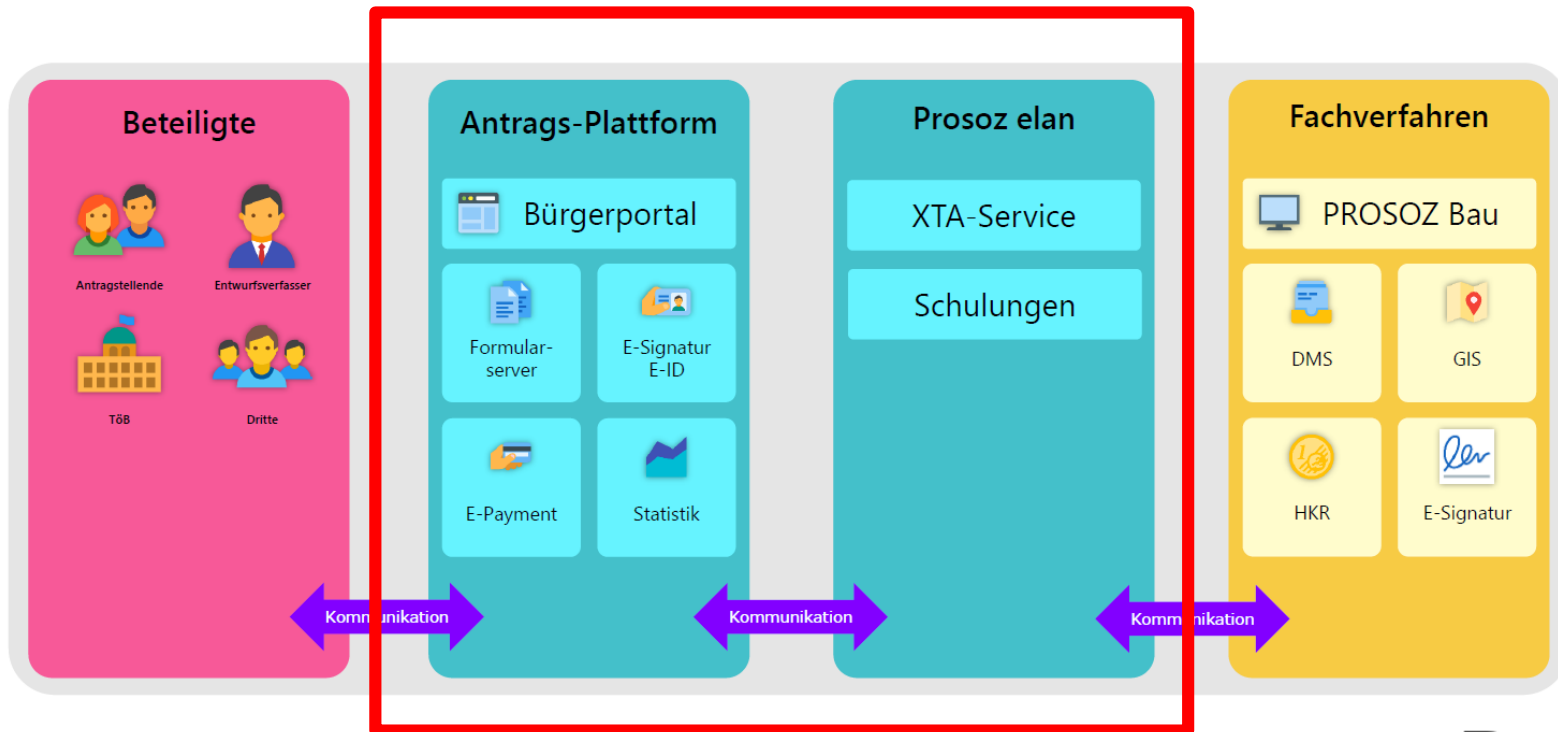 Beteiligte
Antragstellende
Entwurfsverfasser
TöB
Dritte
Antrags-Plattform
Bürgerportal
Formular-
server
E-Signatur
E-ID
E-Payment
Statistik
Prosoz elan
XTA-Service
Schulungen
Fachverfahren
PROSOZ Bau
DMS
GIS
HKR
E-Signatur
Kommunikation
Kommunikation
Kommunikation